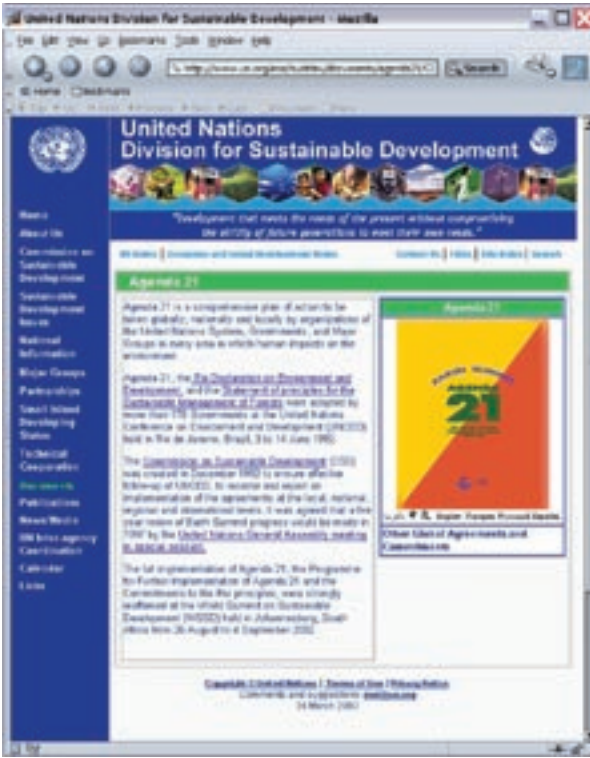 United Nations Division for Sustainable Development - Mozilla
File Edit View Go Bookmarks Tools Window Help
Search
Home Bookmarks
United Nations
Division for Sustainable Development
"Development that meets the needs of the present without compromising
the ability of future generations to meet their own needs."
Home
About Us
Commission on
Sustainable
Development
Sustainable
Development
Issues
National
Information
Major Groups
Partnerships
Small Island
Developing
States
Technical
Cooperation
Documents
Publications
News/Media
UN Inter-agency
Coordination
Calendar
Links
Contact Us | FAQs | Site Index | Search
Agenda 21
Agenda 21 is a comprehensive plan of action to be
taken globally, nationally and locally by organizations of
the United Nations System, Governments, and Major
Groups in every area in which human impacts on the
environment.
Agenda 21, the Rio Declaration on Environment and
Development, and the Statement of principles for the
Sustainable Management of Forests were adopted by
more than 178 Governments at the United Nations
Conference on Environment and Development (UNCED)
held in Rio de Janeiro, Brazil, 3 to 14 June 1992.
The Commission on Sustainable Development (CSD)
was created in December 1992 to ensure effective
follow-up of UNCED, to monitor and report on
implementation of the agreements at the local, national,
regional and international levels. It was agreed that a five
year review of Earth Summit progress would be made in
1997 by the United Nations General Assembly meeting
in special session.
The full implementation of Agenda 21, the Programme
for Further Implementation of Agenda 21 and the
Commitments to the Rio principles, were strongly
reaffirmed at the World Summit on Sustainable
Development (WSSD) held in Johannesburg, South
Africa from 26 August to 4 September 2002.
Agenda 21
EARTH SUMMIT
AGENDA
21
English Français
Other Global Agreements and
Commitments
Copyright © United Nations | Terms of Use | Privacy Notice
Comments and suggestions:
24 March 2003